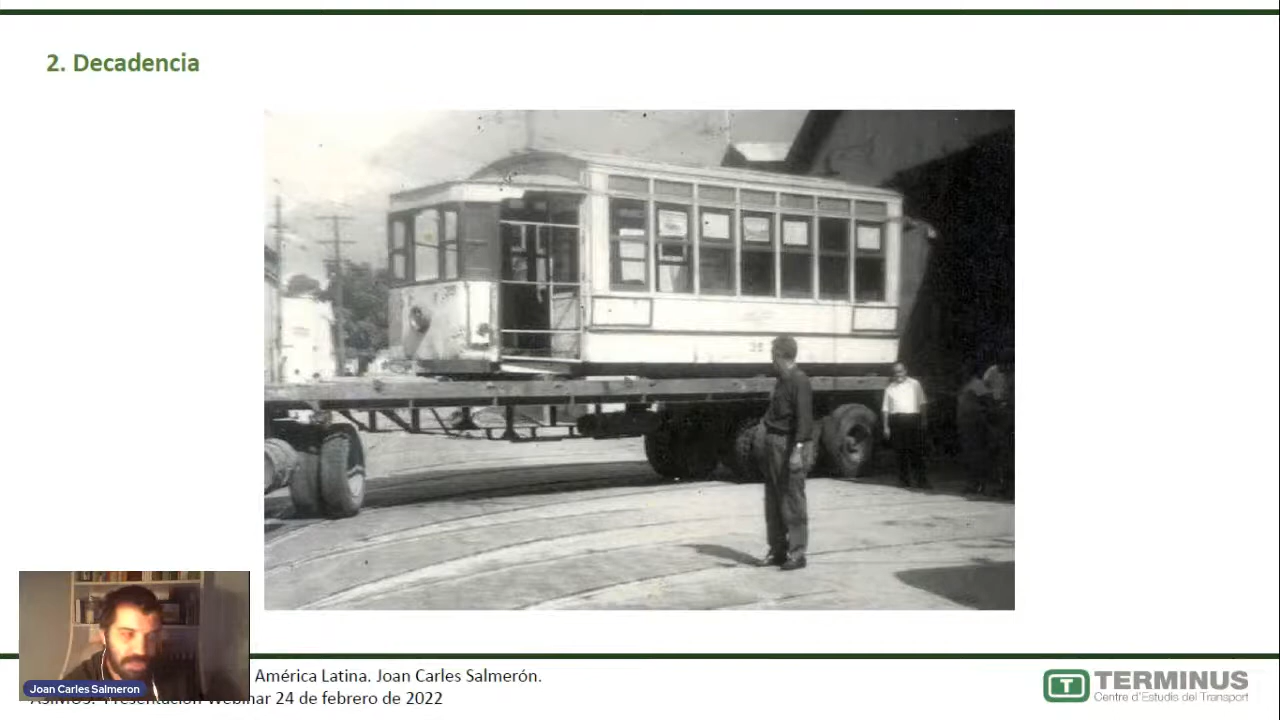 2. Decadencia
América Latina. Joan Carles Salmerón.
Webinar 24 de febrero de 2022
Joan Carles Salmeron
TERMINUS
Centre d'Estudis del Transport